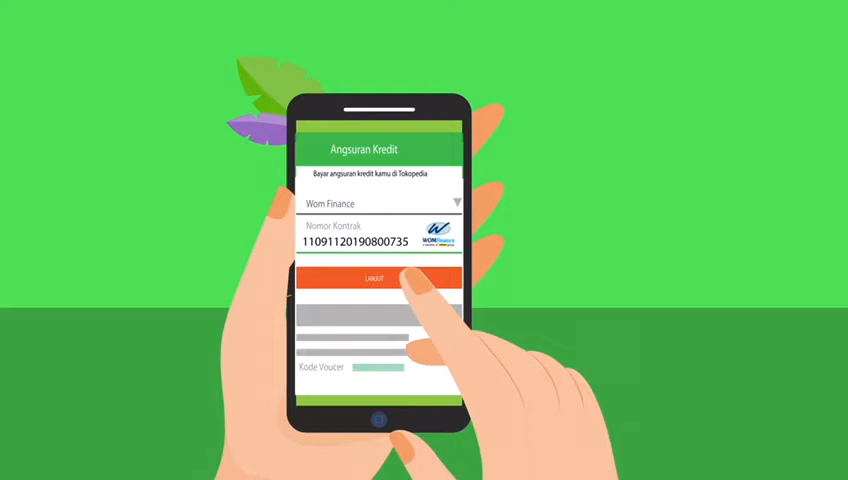 Angsuran Kredit
Bayar angsuran kredit kamu di Tokopedia
Wom Finance
Nomor Kontrak
11091120190800735
WOMFinance
LANJUT
Kode Voucer